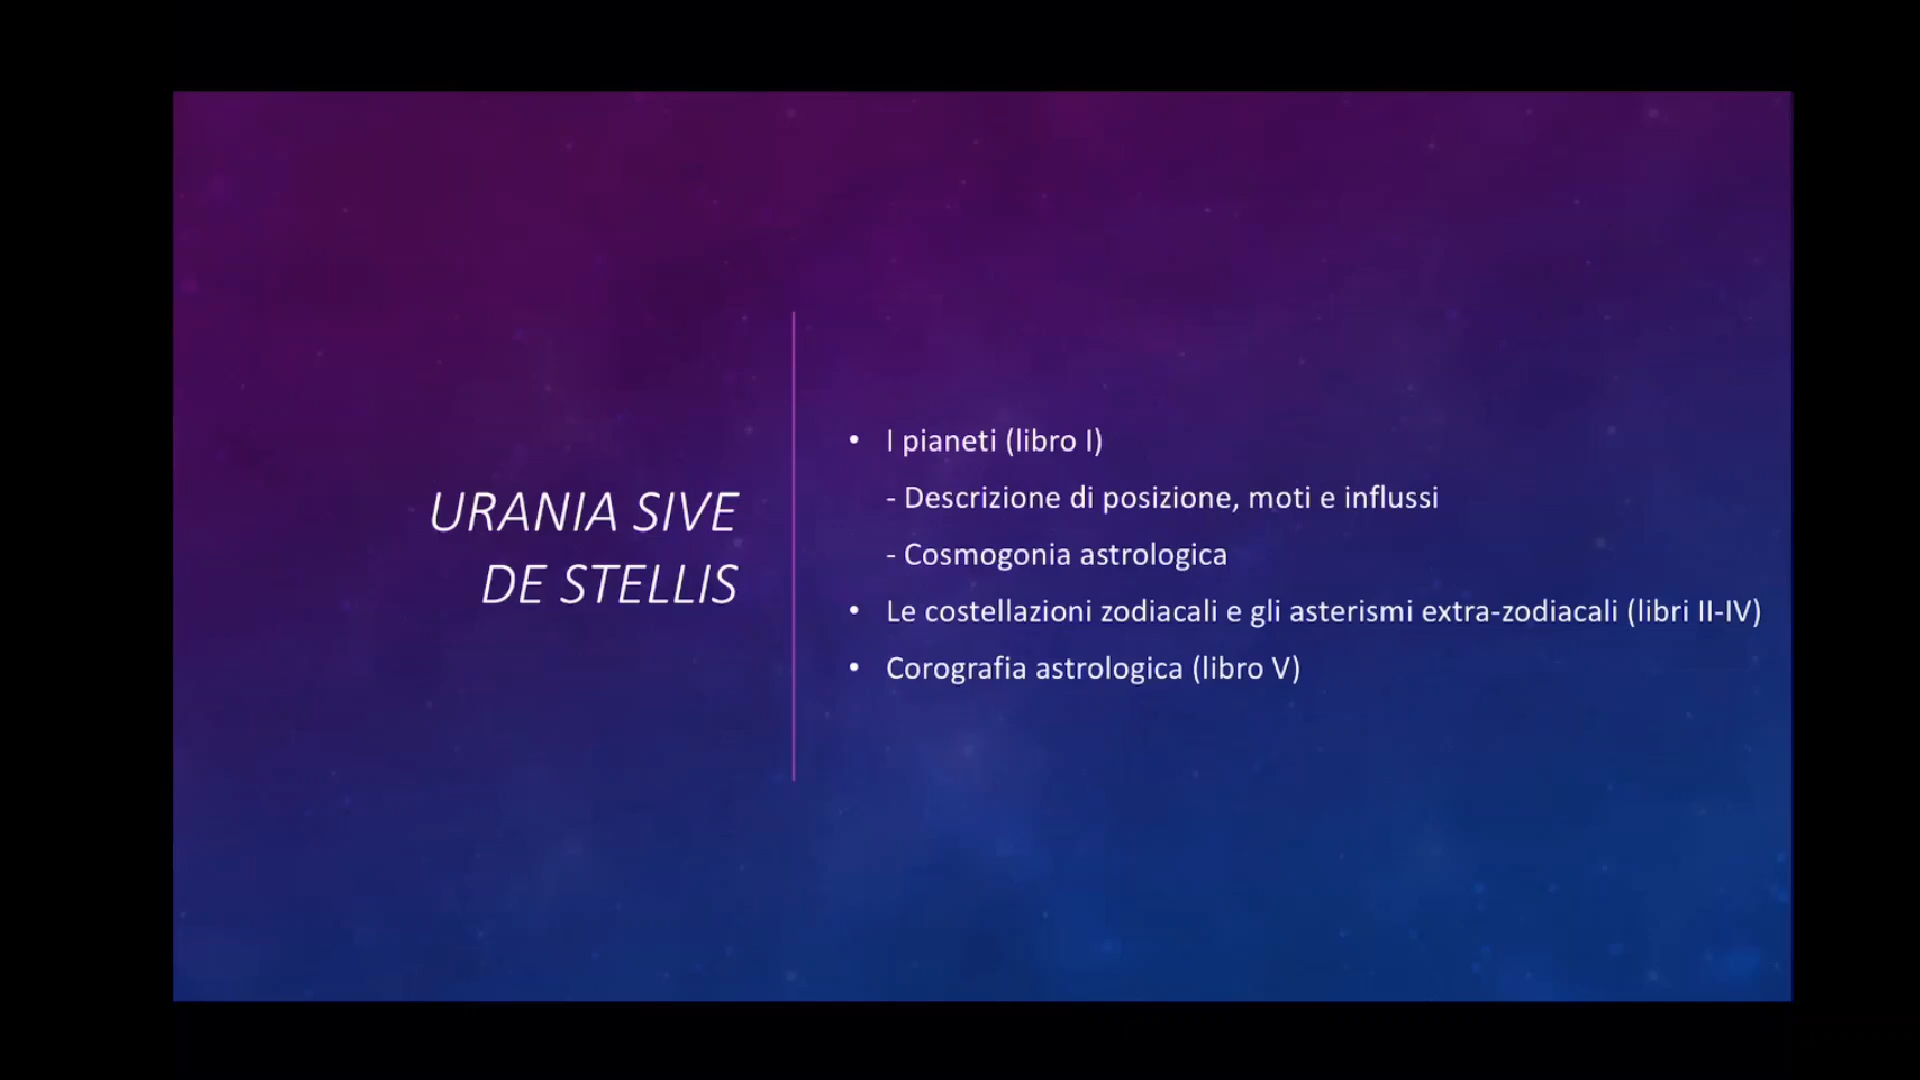 URANIA SIVE
DE STELLIS
• I pianeti (libro I)
- Descrizione di posizione, moti e influssi
- Cosmogonia astrologica
• Le costellazioni zodiacali e gli asterismi extra-zodiacali (libri II-IV)
• Corografia astrologica (libro V)